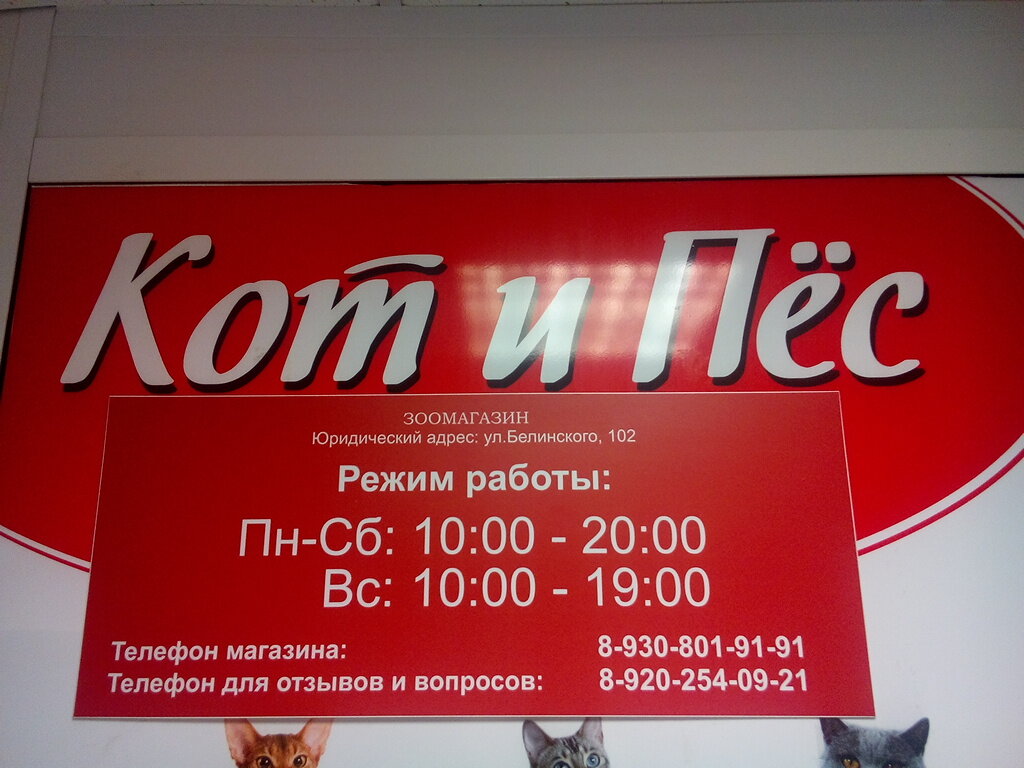 Кот и Пёс
ЗООМАГАЗИН
Юридический адрес: ул.Белинского, 102
Режим работы:
Пн-Сб: 10:00 - 20:00
Вс: 10:00 - 19:00
Телефон магазина: 8-930-801-91-91
Телефон для отзывов и вопросов: 8-920-254-09-21